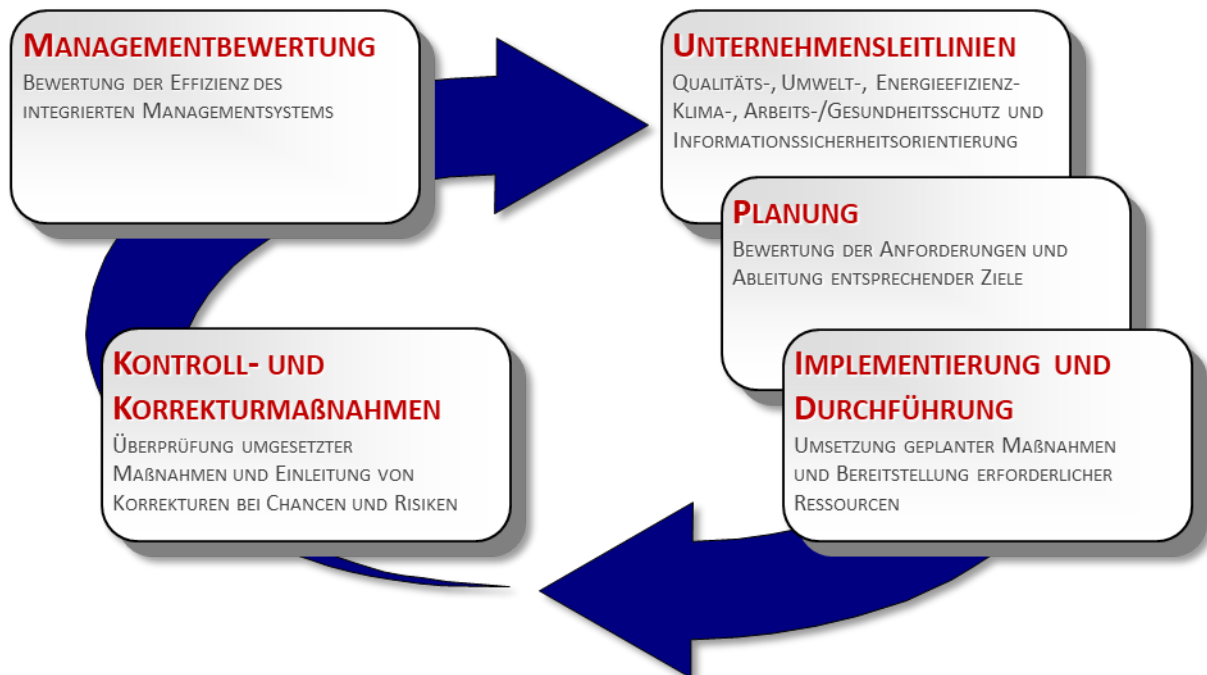 Managementbewertung
Bewertung der Effizienz des
integrierten Managementsystems
Unternehmensleitlinien
Qualitäts-, Umwelt-, Energieefizienz-
Klima-, Arbeits-/Gesundheitsschutz und
Informationssicherheitsorientierung
Planung
Bewertung der Anforderungen und
Ableitung entsprechender Ziele
Implementierung und
Durchführung
Umsetzung geplanter Maßnahmen
und Bereitstellung erforderlicher
Ressourcen
Kontroll- und
Korrekturmaßnahmen
Überprüfung umgesetzter
Maßnahmen und Einleitung von
Korrekturen bei Chancen und Risiken